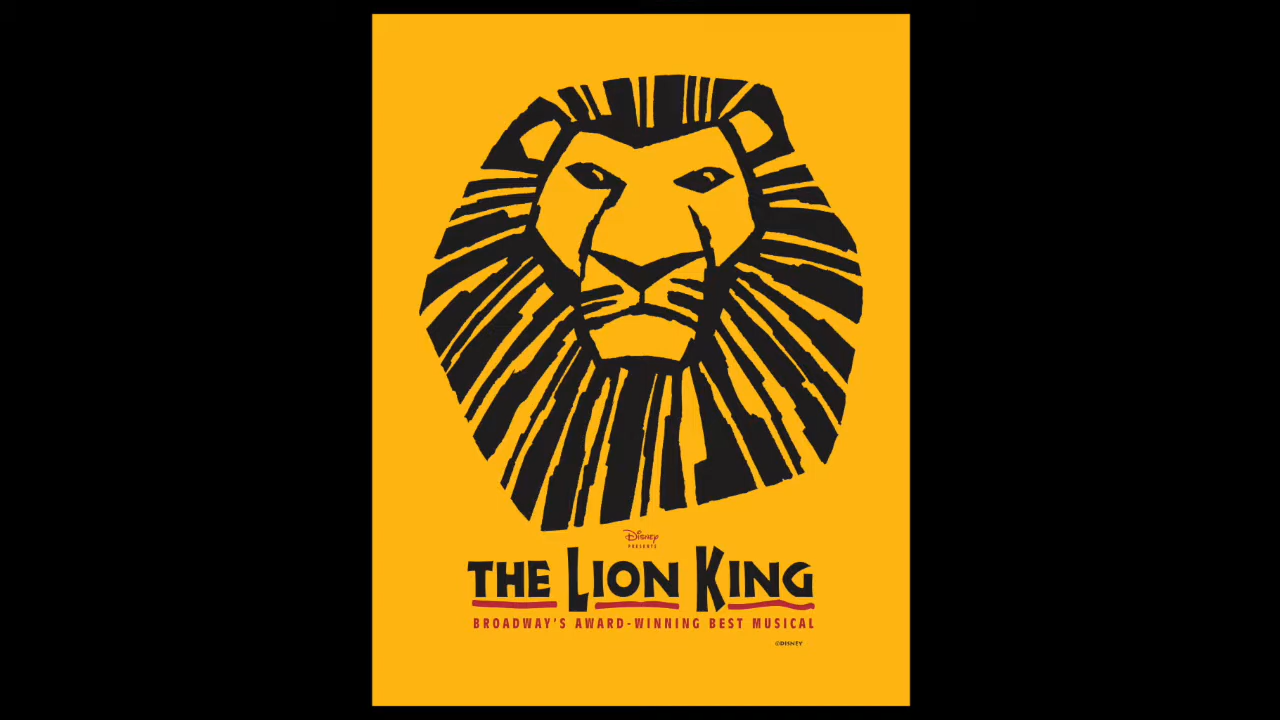 Disney
PRESENTS
THE LION KING
BROADWAY'S AWARD-WINNING BEST MUSICAL
©DISNEY